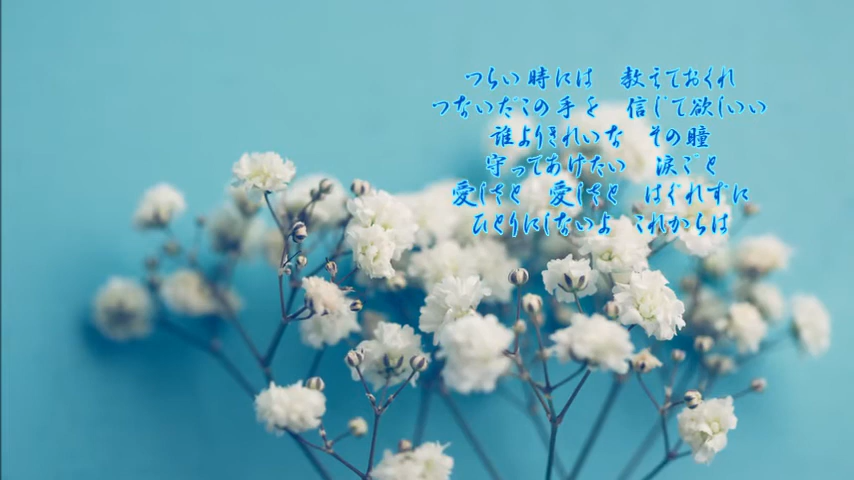 つらい時には　教えておくれ
つないだこの手を　信じて欲しいい
誰よりきれいな　その瞳
守ってあげたい　涙ごと
愛しさと　愛しさと　はぐれずに
ひとりにしないよ　これからは